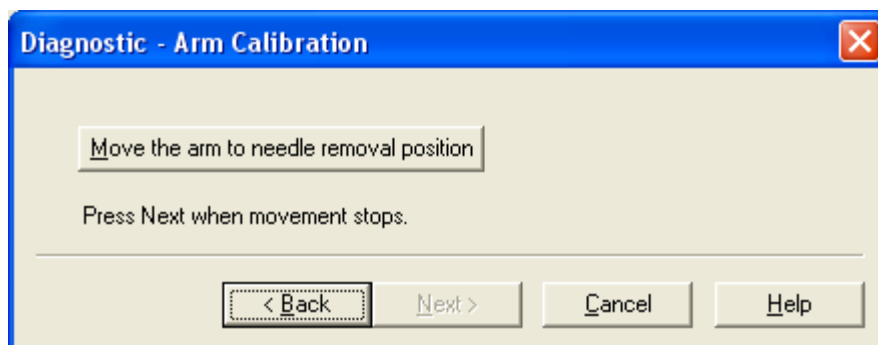 Diagnostic - Arm Calibration
Move the arm to needle removal position
Press Next when movement stops.
< Back Next > Cancel Help